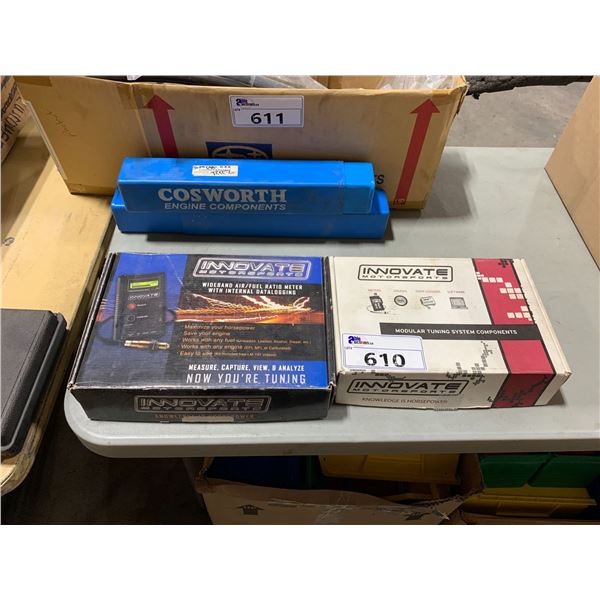 611
COSWORTH
ENGINE COMPONENTS
INNOVATE
MOTORSPORTS
WIDEBAND AIR/FUEL RATIO METER
WITH INTERNAL DATALOGGING
INNOVATE
Maximize your horsepower
Save your engine
Works with any fuel
Works with any engine
Easy to use
MEASURE, CAPTURE, VIEW, & ANALYZE
NOW YOU'RE TUNING
INNOVATE
MOTORSPORTS
INNOVATE
MOTORSPORTS
MODULAR TUNING SYSTEM COMPONENTS
610
INNOVATE
MOTORSPORTS
KNOWLEDGE IS HORSEPOWER